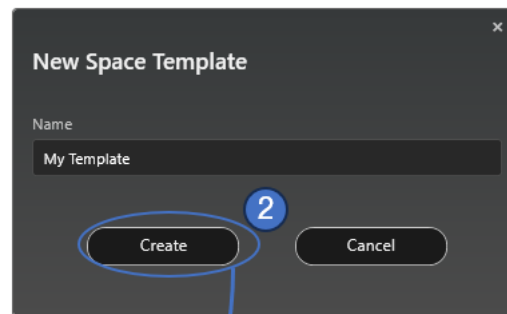 ×
New Space Template
Name
My Template
2
Create Cancel